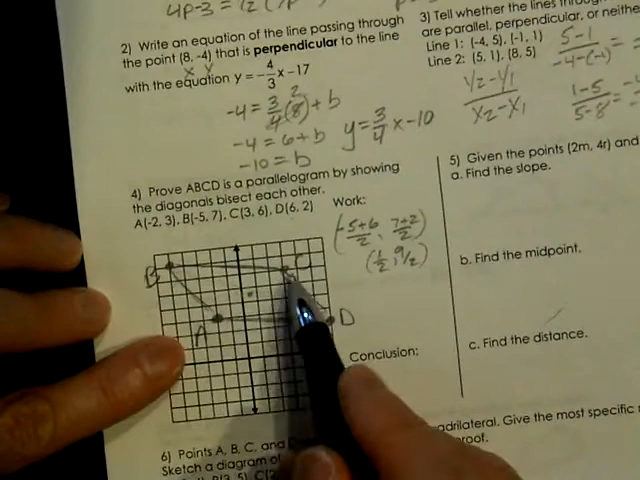 4p-3 =
2) Write an equation of the line passing through
the point (8, -4) that is perpendicular to the line
x y
with the equation y = -4/3x - 17
-4 = 3/4(8) + b
2
-4 = 6 + b
-10 = b
y = 3/4 x - 10
3) Tell whether the lines through
are parallel, perpendicular, or neithe
Line 1: (-4, 5), (-1, 1)
Line 2: (5, 1), (8, 5)
5-1
-4-(-1)
y2-y1
x2-x1
1-5
5-8
4) Prove ABCD is a parallelogram by showing
the diagonals bisect each other.
A(-2, 3), B(-5, 7), C(3, 6), D(6, 2)
Work:
(-5+6/2, 7+2/2)
(1/2, 9/2)
B
C
A
D
Conclusion:
5) Given the points (2m, 4r) and
a. Find the slope.
b. Find the midpoint.
c. Find the distance.
6) Points A, B, C, and
Sketch a diagram of
adrilateral. Give the most specific
proof.